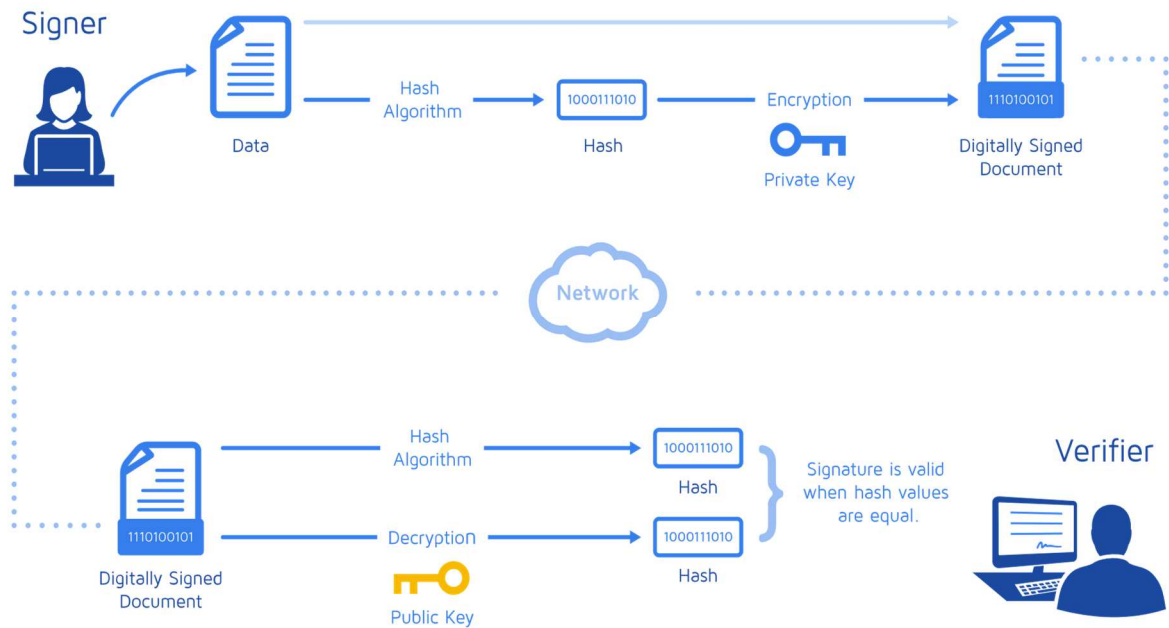 Signer
Data
Hash
Algorithm
1000111010
Hash
Encryption
Private Key
1110100101
Digitally Signed
Document
Network
1110100101
Digitally Signed
Document
Hash
Algorithm
1000111010
Hash
Decryption
Public Key
1000111010
Hash
Signature is valid
when hash values
are equal.
Verifier